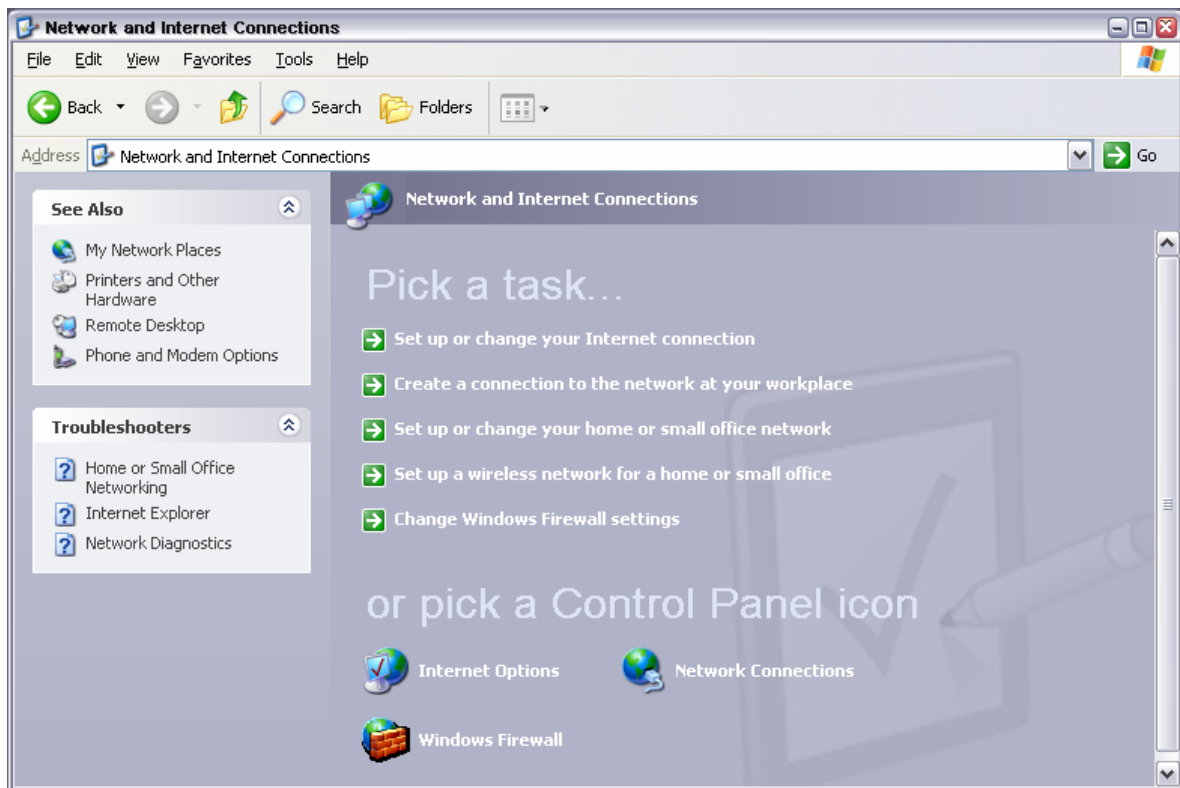 Network and Internet Connections
File Edit View Favorites Tools Help
Back Search Folders
Address Network and Internet Connections Go
See Also
My Network Places
Printers and Other
Hardware
Remote Desktop
Phone and Modem Options
Troubleshooters
Home or Small Office
Networking
Internet Explorer
Network Diagnostics
Network and Internet Connections
Pick a task...
Set up or change your Internet connection
Create a connection to the network at your workplace
Set up or change your home or small office network
Set up a wireless network for a home or small office
Change Windows Firewall settings
or pick a Control Panel icon
Internet Options Network Connections
Windows Firewall